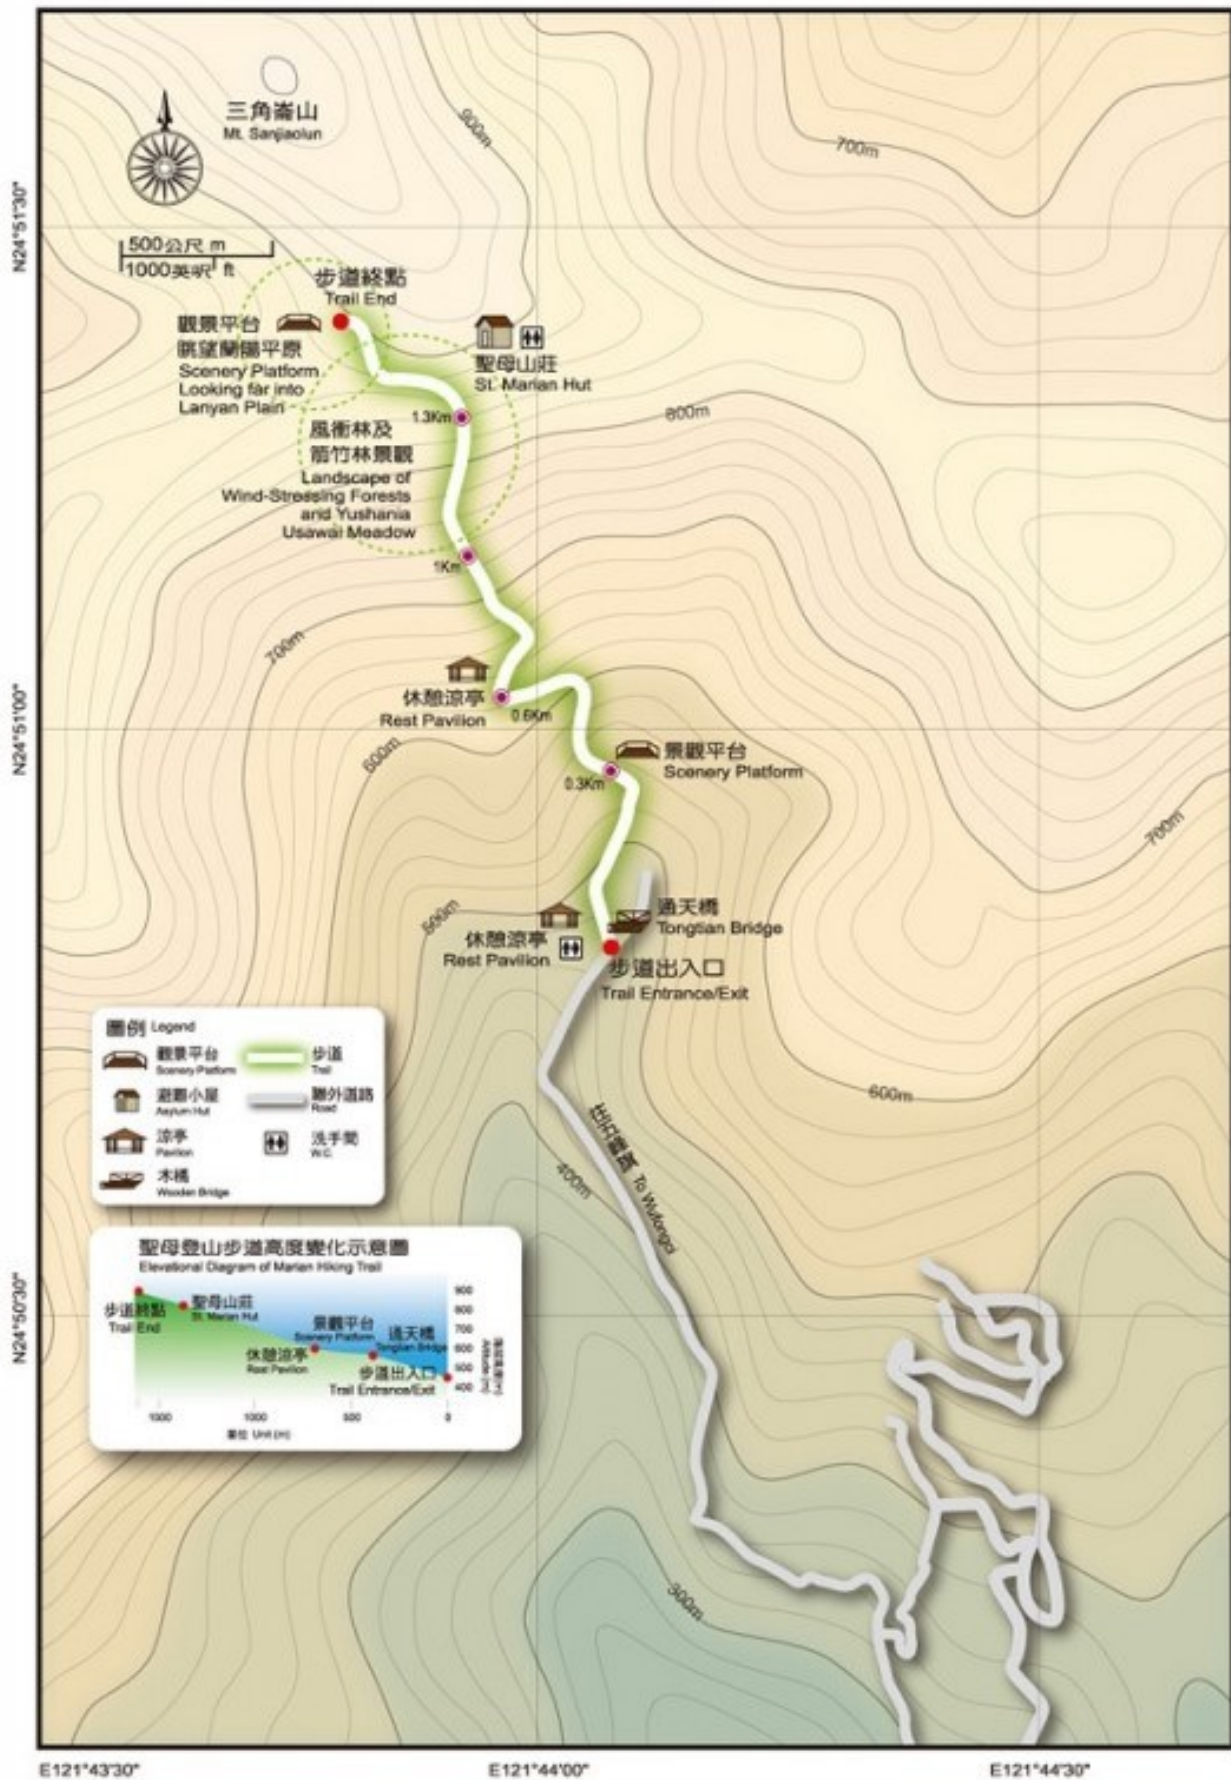 三角崙山
Mt. Sanjiaolun
900m
700m
N24°51'30"
500公尺 m
1000英呎 ft
步道終點
Trail End
觀景平台
眺望蘭陽平原
Scenery Platform
Looking far into
Lanyan Plain
聖母山莊
St. Marian Hut
1.3Km
800m
風衝林及
箭竹林景觀
Landscape of
Wind-Stressing Forests
and Yushania
Usawai Meadow
1Km
700m
休憩涼亭
Rest Pavilion
0.6Km
N24°51'00"
600m
景觀平台
Scenery Platform
0.3Km
700m
500m
休憩涼亭
Rest Pavilion
通天橋
Tongtian Bridge
步道出入口
Trail Entrance/Exit
圖例 Legend
觀景平台
Scenery Platform
步道
Trail
避難小屋
Asylum Hut
聯外道路
Road
涼亭
Pavilion
洗手間
W.C.
木橋
Wooden Bridge
600m
400m
往五峰旗 To Wufongqi
聖母登山步道高度變化示意圖
Elevational Diagram of Marian Hiking Trail
步道終點
Trail End
聖母山莊
St. Marian Hut
景觀平台
Scenery Platform
通天橋
Tongtian Bridge
休憩涼亭
Rest Pavilion
步道出入口
Trail Entrance/Exit
900
800
700
600
500
400
Altitude (m)
1000
500
0
單位 Unit (m)
N24°50'30"
300m
E121°43'30"
E121°44'00"
E121°44'30"